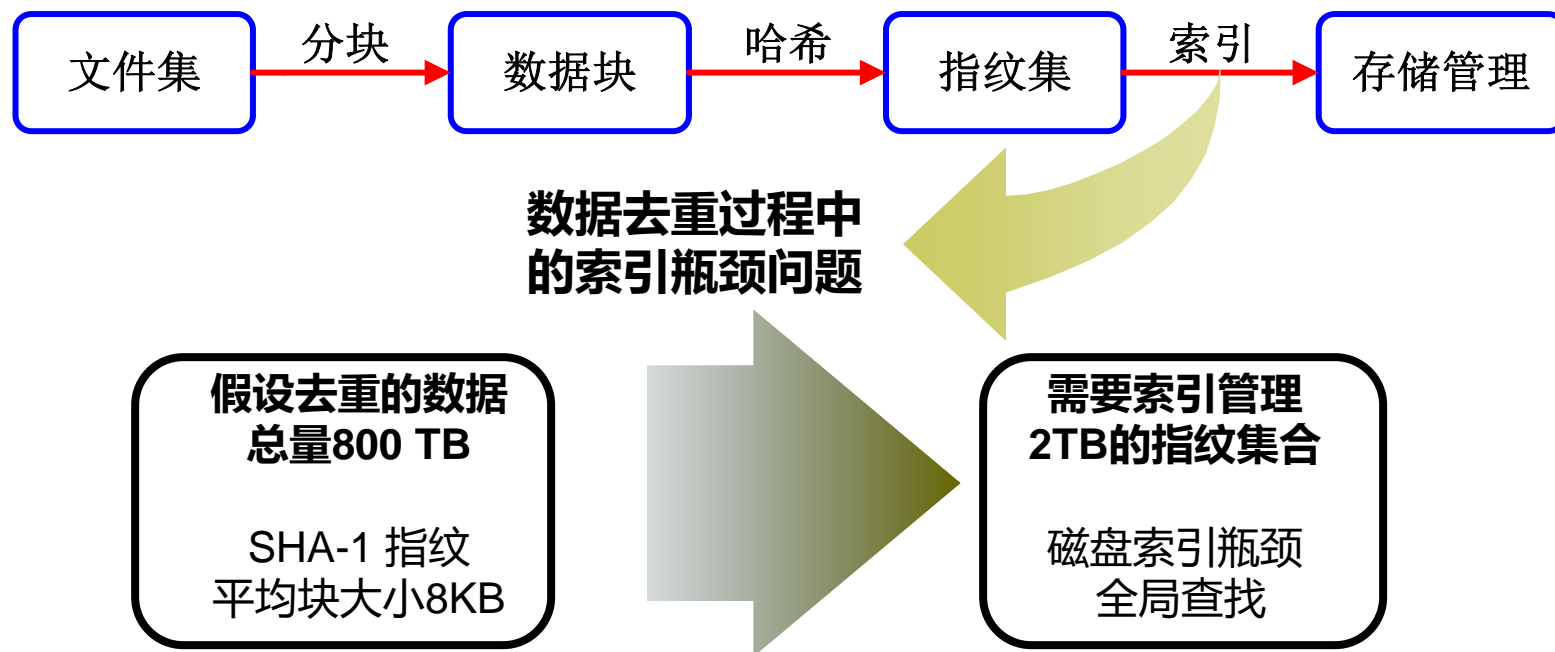 分块
哈希
索引
文件集
数据块
指纹集
存储管理
数据去重过程中
的索引瓶颈问题
假设去重的数据
总量800 TB
SHA-1 指纹
平均块大小8KB
需要索引管理
2TB的指纹集合
磁盘索引瓶颈
全局查找